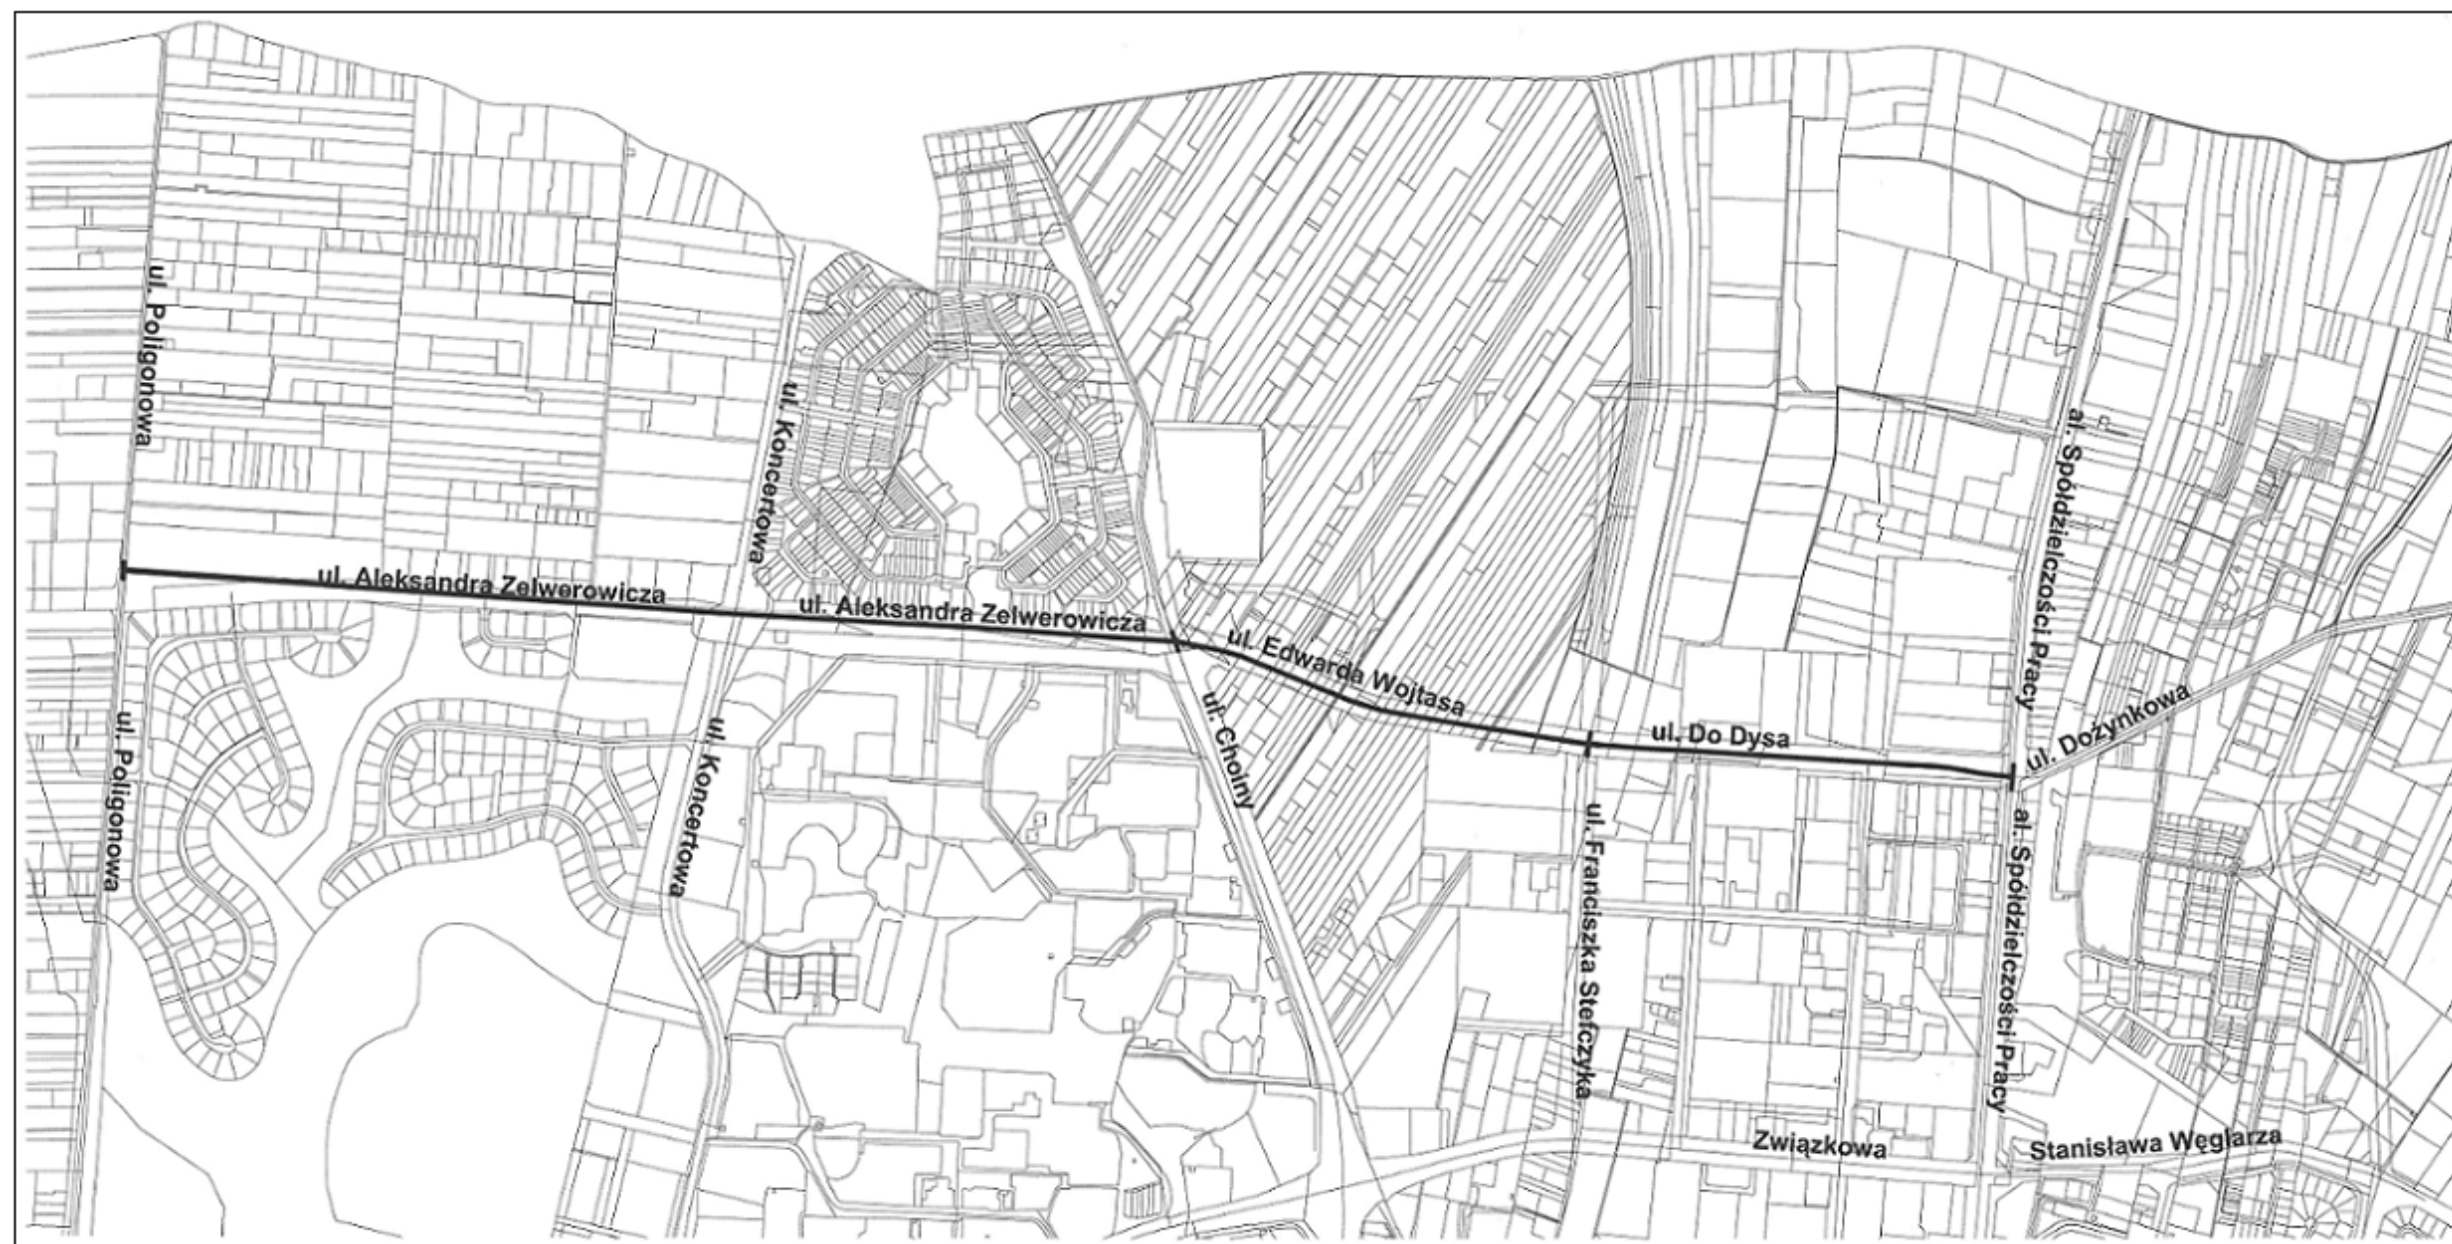 ul. Poligonowa
ul. Koncertowa
al. Spółdzielczości Pracy
ul. Aleksandra Zelwerowicza
ul. Aleksandra Zelwerowicza
ul. Edwarda Wojtasa
ul. Do Dysa
ul. Dożynkowa
ul. Poligonowa
ul. Koncertowa
ul. Choiny
ul. Franciszka Stefczyka
al. Spółdzielczości Pracy
Związkowa
Stanisława Węglarza